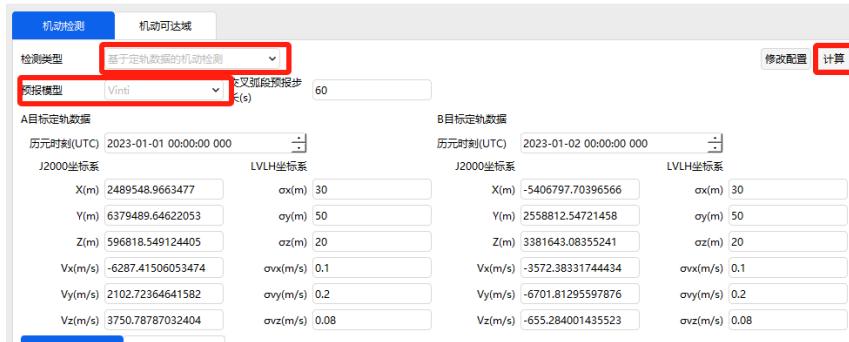 机动检测 机动可达域
检测类型 基于定轨数据的机动检测 修改配置 计算
预报模型 Vinti 交叉弧段预报步长(s) 60
A目标定轨数据 B目标定轨数据
历元时刻(UTC) 2023-01-01 00:00:00 000 历元时刻(UTC) 2023-01-02 00:00:00 000
J2000坐标系 LVLH坐标系 J2000坐标系 LVLH坐标系
X(m) 2489548.9663477 σx(m) 30 X(m) -5406797.70396566 σx(m) 30
Y(m) 6379489.64622053 σy(m) 50 Y(m) 2558812.54721458 σy(m) 50
Z(m) 596818.549124405 σz(m) 20 Z(m) 3381643.08355241 σz(m) 20
Vx(m/s) -6287.41506053474 σvx(m/s) 0.1 Vx(m/s) -3572.38331744434 σvx(m/s) 0.1
Vy(m/s) 2102.72364641582 σvy(m/s) 0.2 Vy(m/s) -6701.81295597876 σvy(m/s) 0.2
Vz(m/s) 3750.78787032404 σvz(m/s) 0.08 Vz(m/s) -655.284001435523 σvz(m/s) 0.08